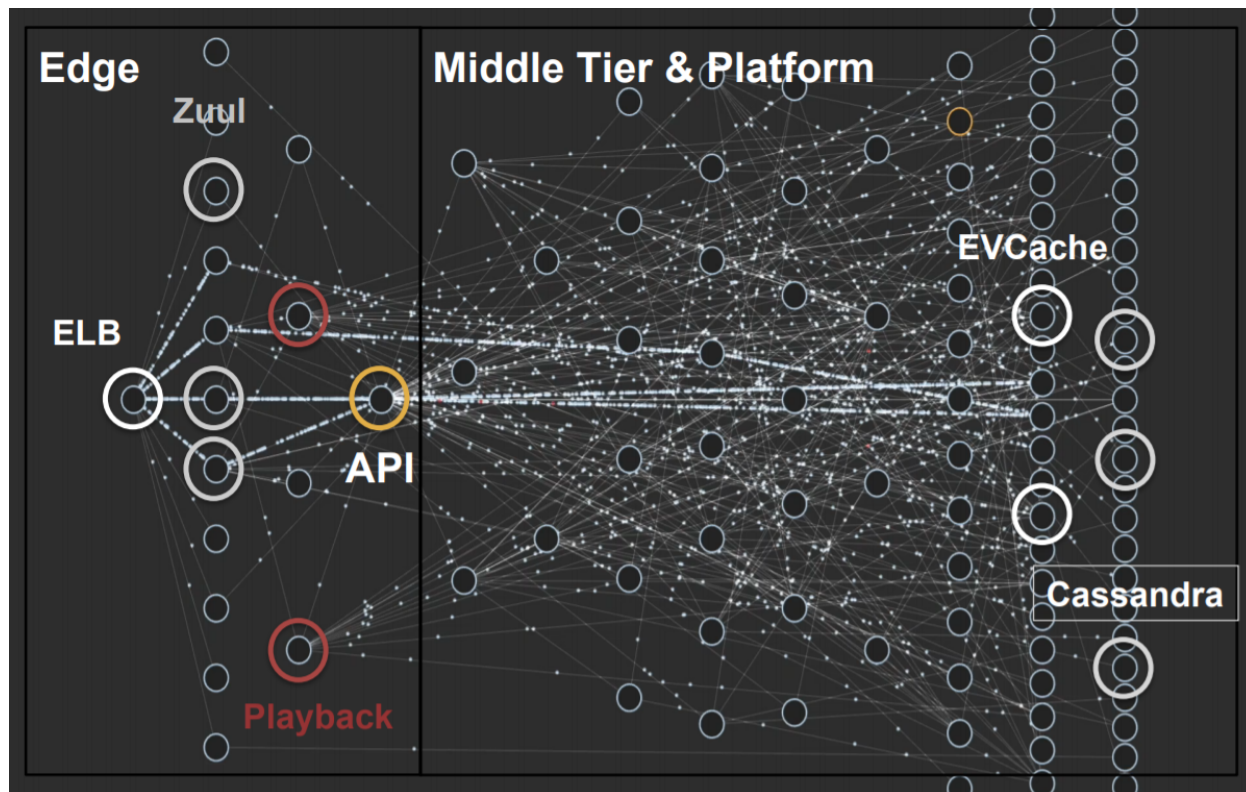 Edge
Middle Tier & Platform
Zuul
EVCache
ELB
API
Cassandra
Playback